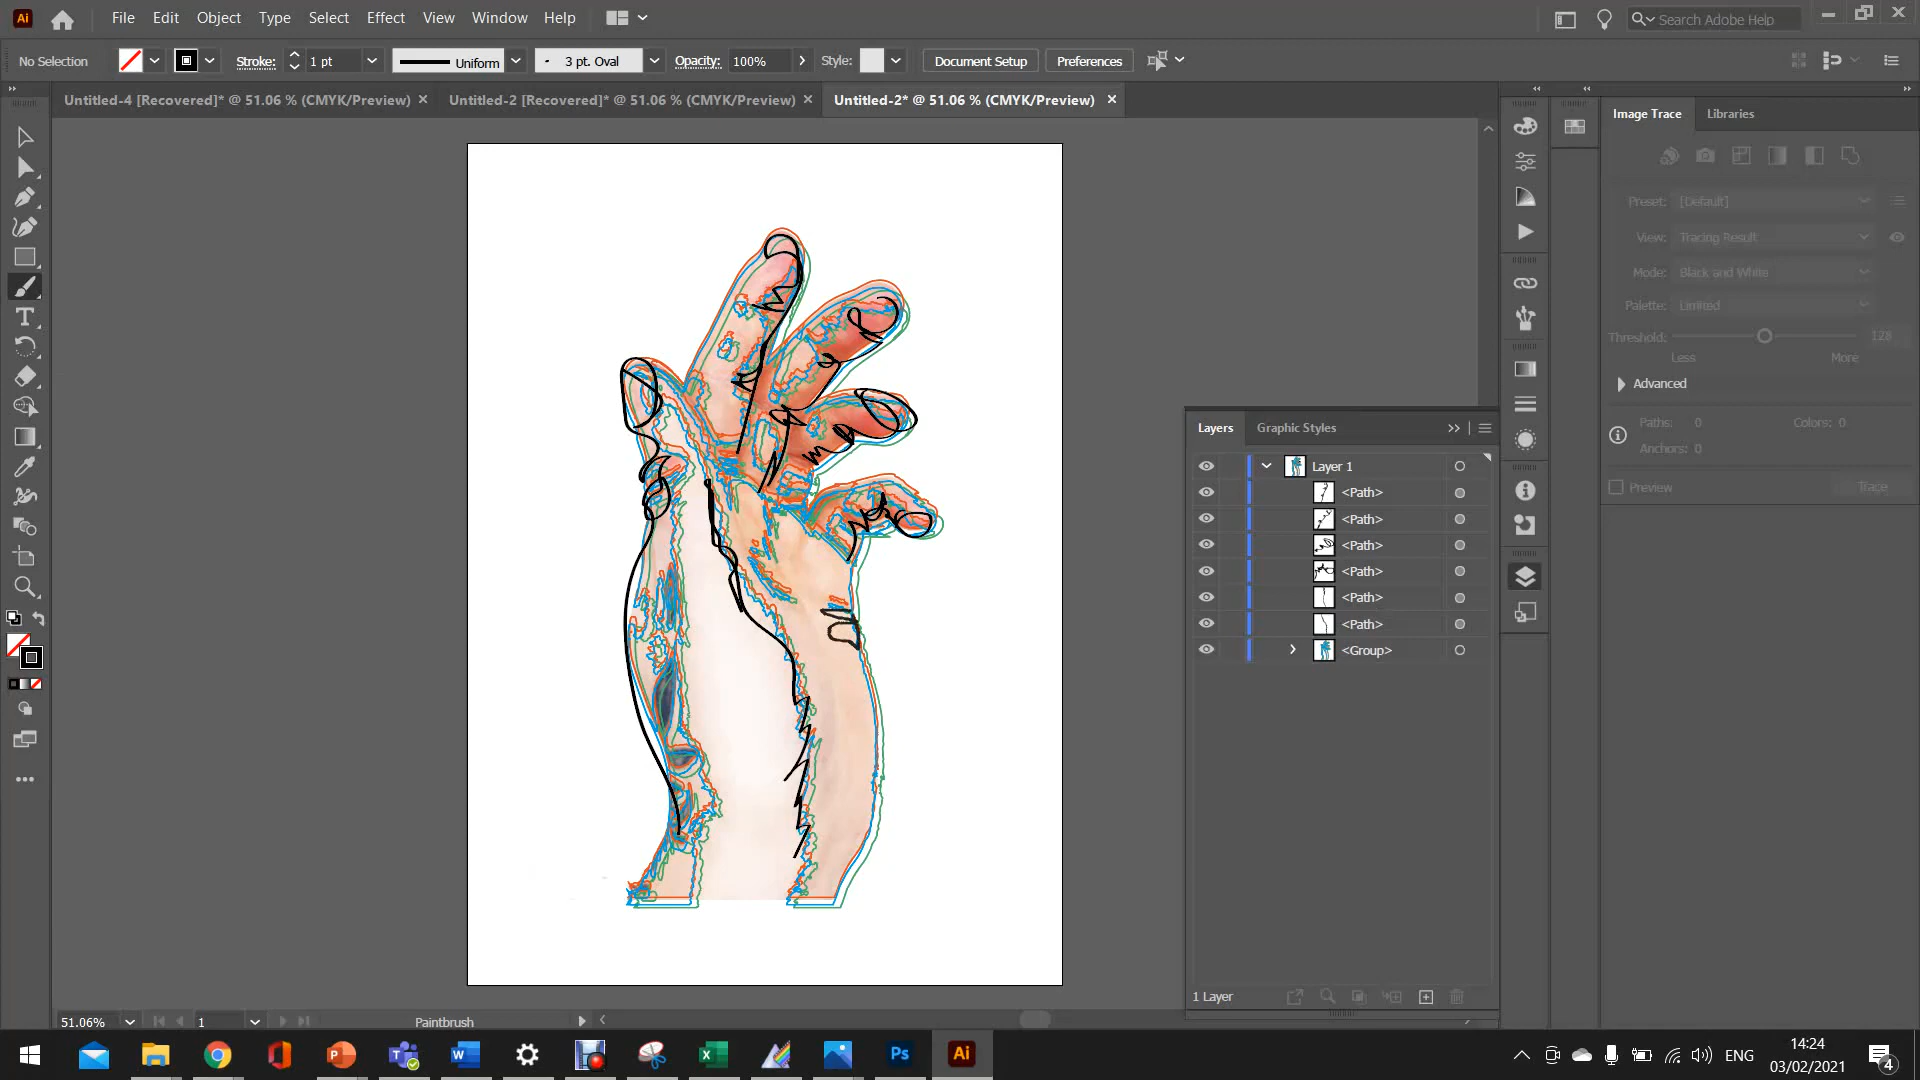 Ai File Edit Object Type Select Effect View Window Help Search Adobe Help
No Selection Stroke: 1 pt Uniform 3 pt. Oval Opacity: 100% Style: Document Setup Preferences
Untitled-4 [Recovered]* @ 51.06 % (CMYK/Preview) Untitled-2 [Recovered]* @ 51.06 % (CMYK/Preview) Untitled-2* @ 51.06 % (CMYK/Preview)
Image Trace Libraries
Preset: [Default]
View: Tracing Result
Mode: Black and White
Palette: Limited
Threshold: 128
Less More
Advanced
Paths: 0 Colors: 0
Anchors: 0
Preview Trace
Layers Graphic Styles
Layer 1
<Path>
<Path>
<Path>
<Path>
<Path>
<Path>
<Group>
1 Layer
51.06% 1 Paintbrush
Ps Ai ENG 14:24
03/02/2021 4